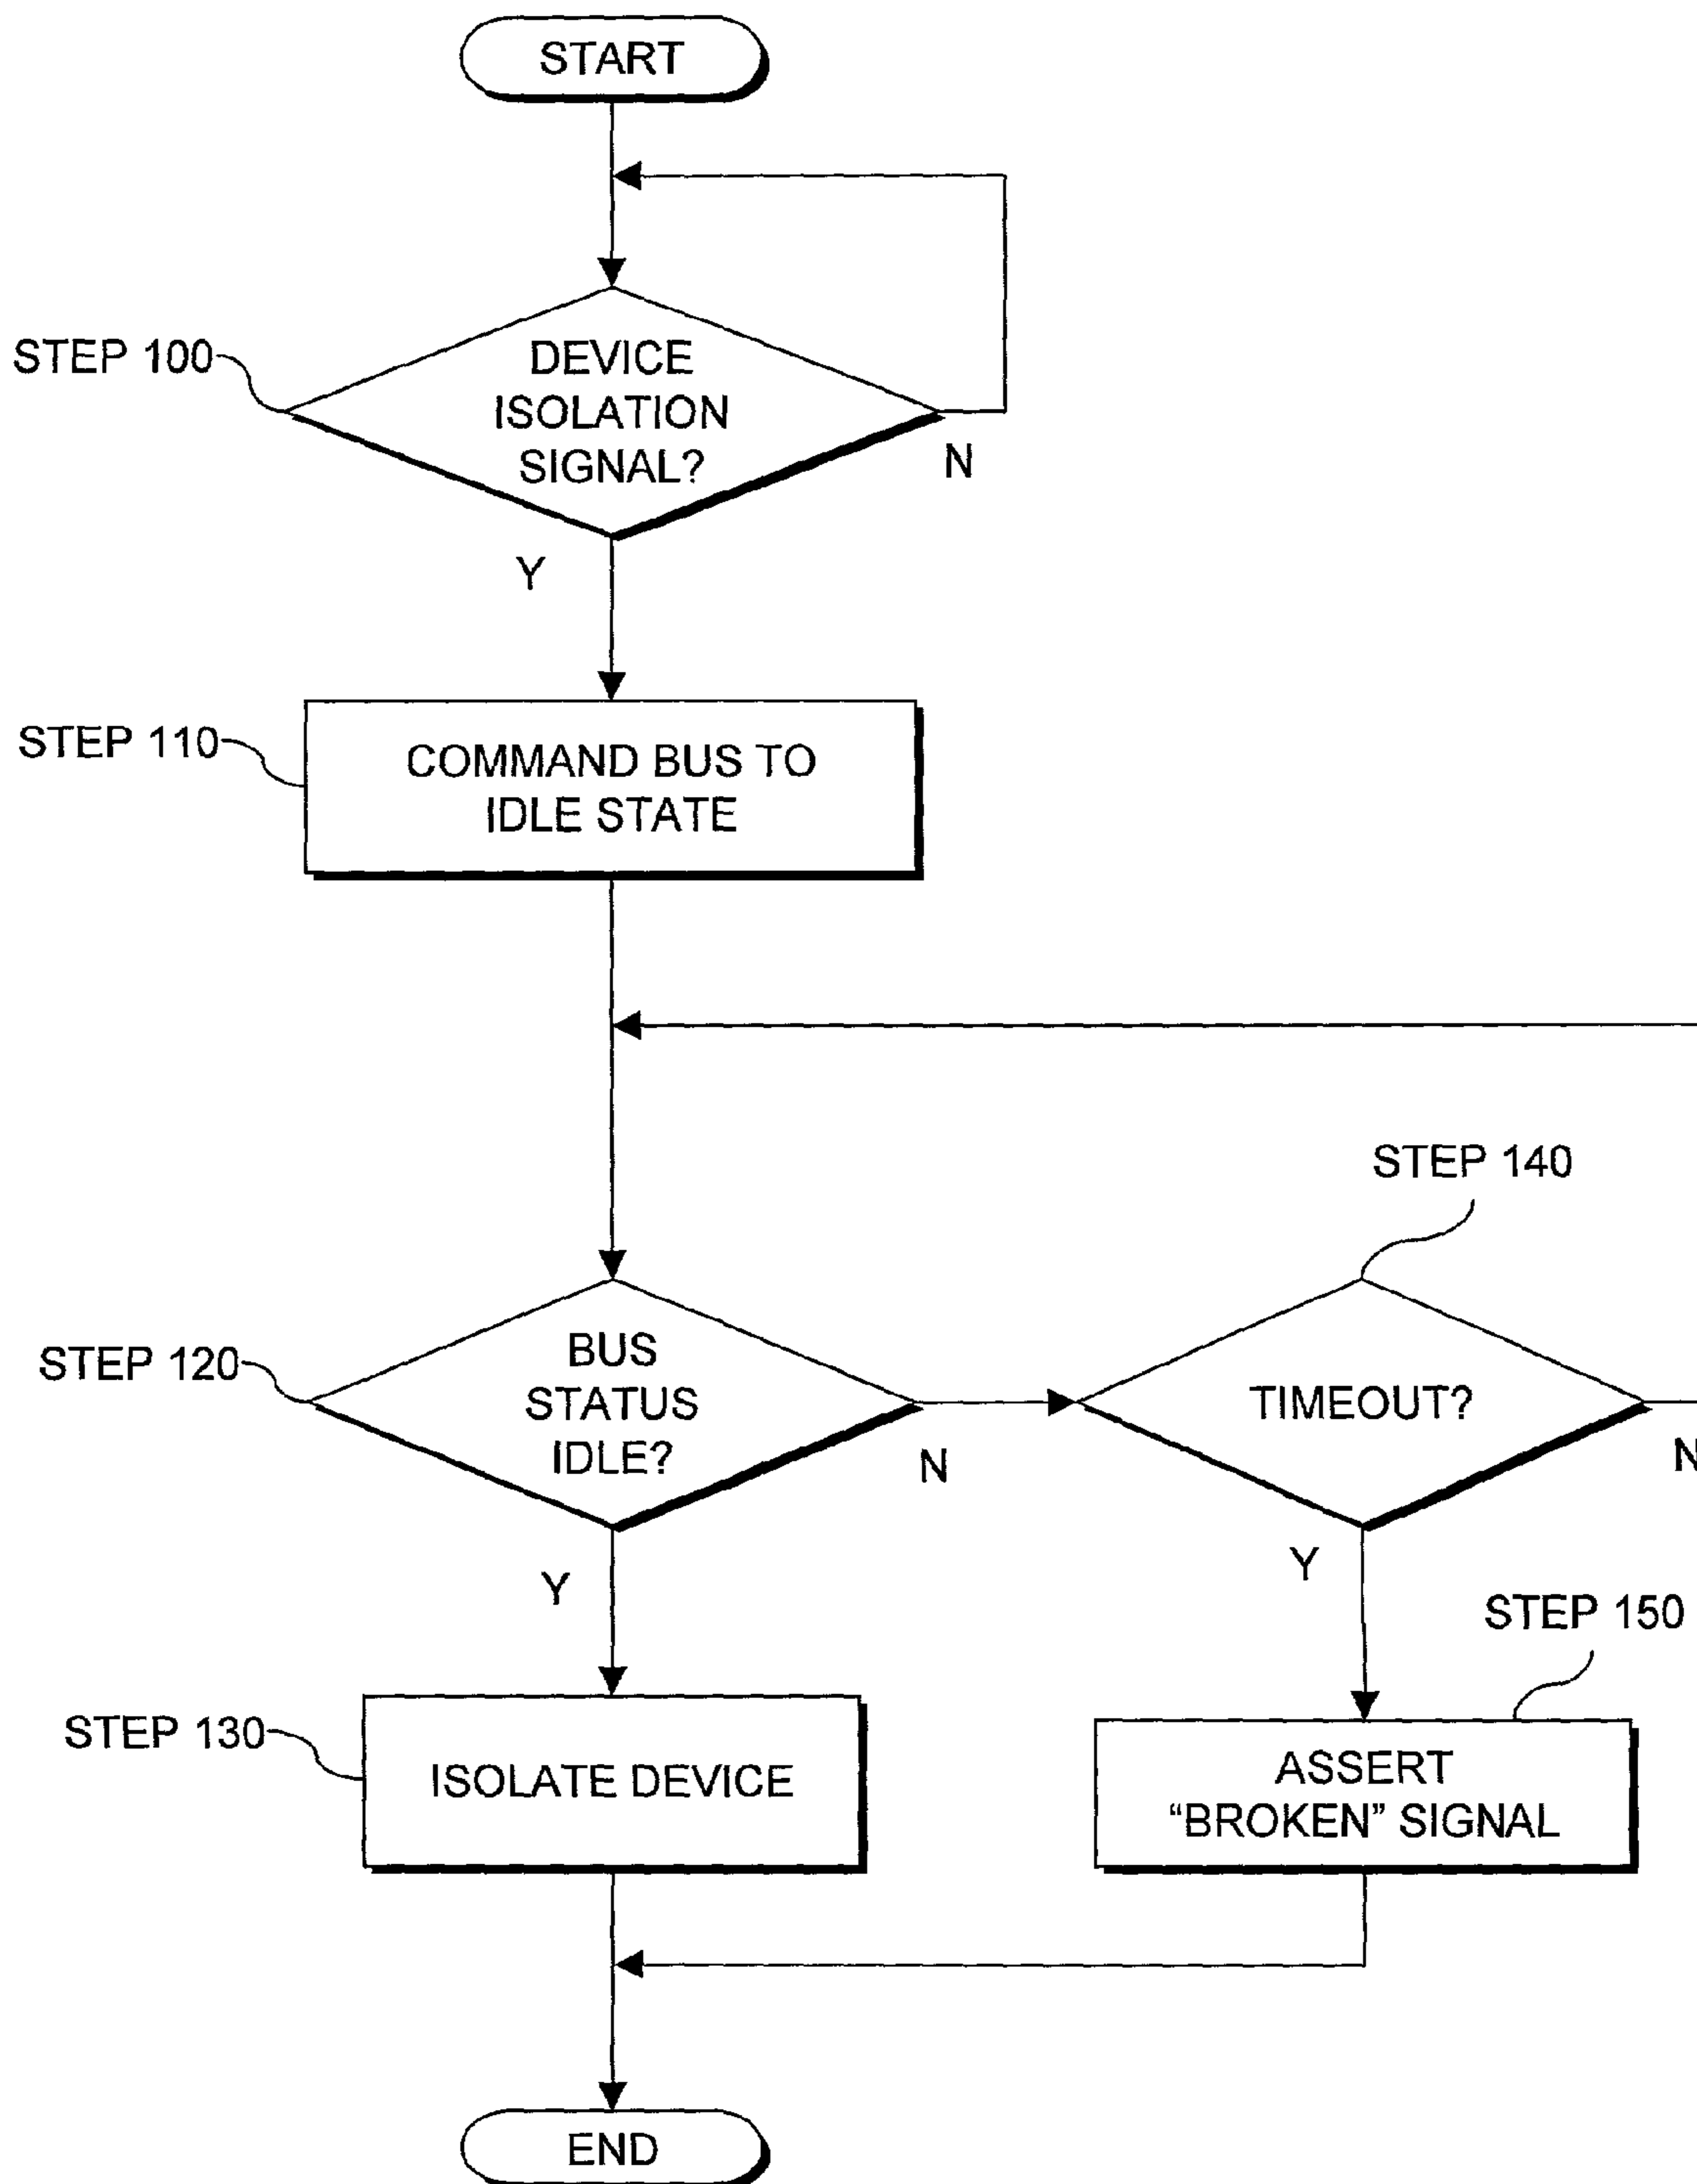 START
STEP 100
DEVICE
ISOLATION
SIGNAL?
N
Y
STEP 110
COMMAND BUS TO
IDLE STATE
STEP 140
STEP 120
BUS
STATUS
IDLE?
N
TIMEOUT?
N
Y
Y
STEP 150
STEP 130
ISOLATE DEVICE
ASSERT
“BROKEN” SIGNAL
END